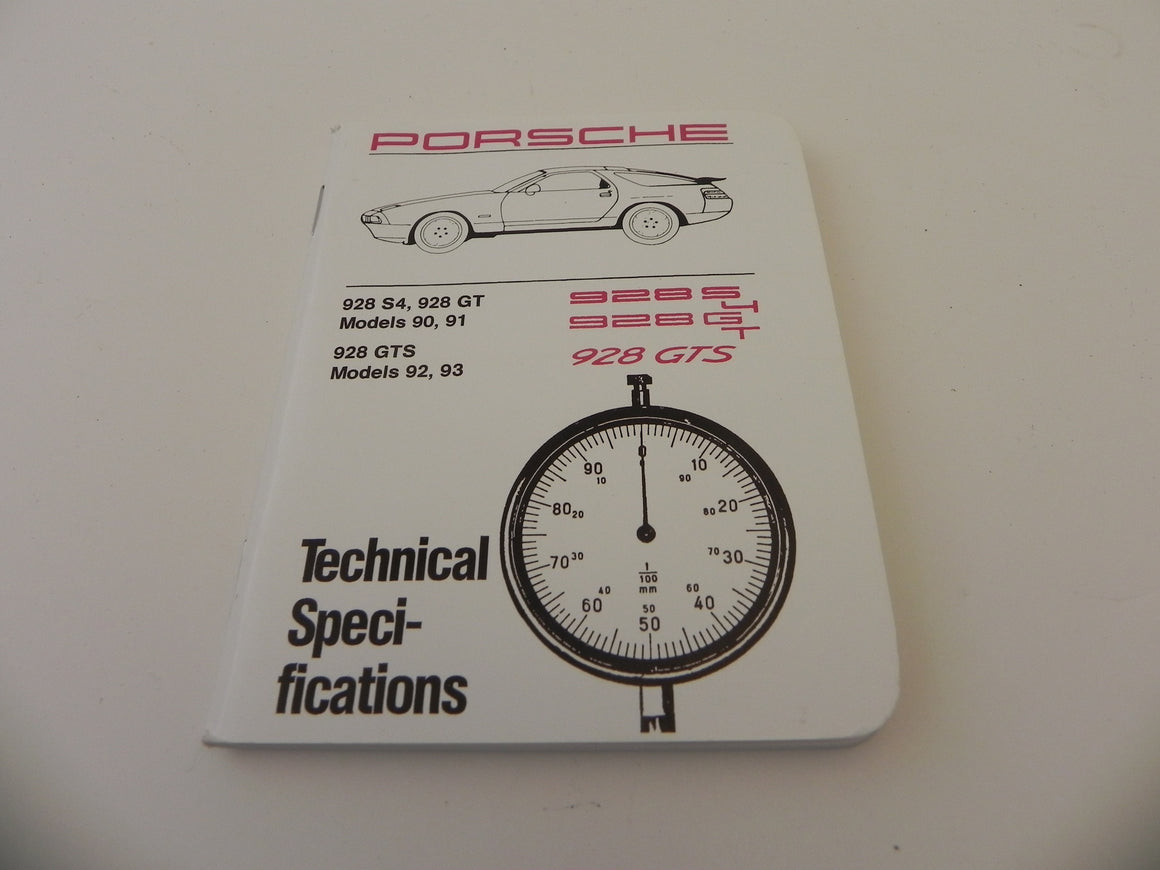 PORSCHE
928 S4, 928 GT
Models 90, 91
928 GTS
Models 92, 93
928 S4
928 GT
928 GTS
0
90 10
10 90
80 20
80 20
70 30
70 30
1
100
mm
40 60
60 40
50
50
Technical
Speci-
fications